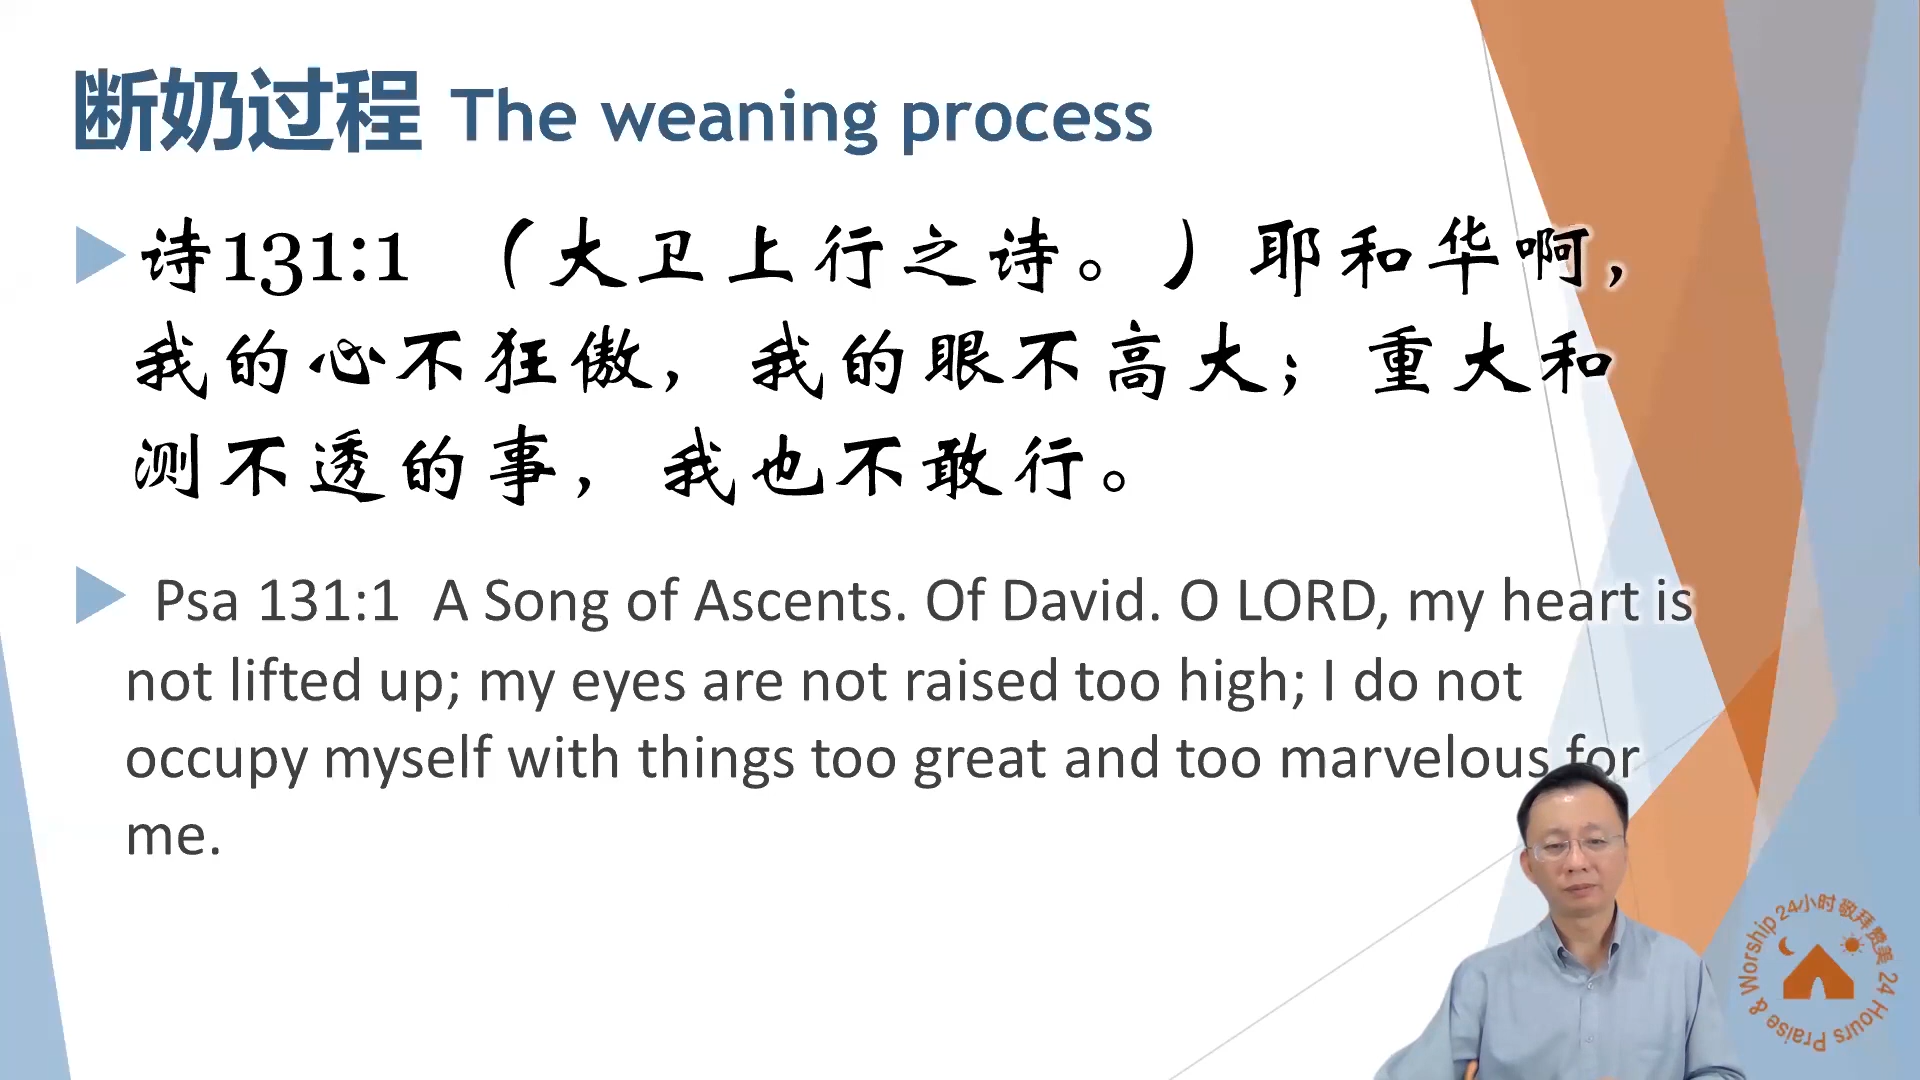 断奶过程 The weaning process
诗131:1 （大卫上行之诗。）耶和华啊，
我的心不狂傲，我的眼不高大；重大和
测不透的事，我也不敢行。
Psa 131:1 A Song of Ascents. Of David. O LORD, my heart is
not lifted up; my eyes are not raised too high; I do not
occupy myself with things too great and too marvelous for
me.
24小时敬拜赞美 24 Hours Praise & Worship